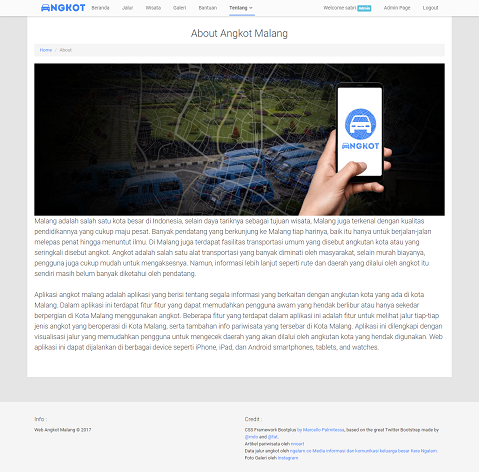 ANGKOT Beranda Jalur Wisata Galeri Bantuan Tentang Welcome sabri Admin Page Logout
About Angkot Malang
Home / About
ANGKOT
Malang adalah salah satu kota besar di Indonesia, selain daya tariknya sebagai tujuan wisata, Malang juga terkenal dengan kualitas
pendidikannya yang cukup maju pesat. Banyak pendatang yang berkunjung ke Malang tiap harinya, baik itu hanya untuk berjalan-jalan
melepas penat hingga menuntut ilmu. Di Malang juga terdapat fasilitas transportasi umum yang disebut angkutan kota atau yang
seringkali disebut angkot. Angkot adalah salah satu alat transportasi yang banyak diminati oleh masyarakat, selain murah biayanya,
pengguna juga cukup mudah untuk mengaksesnya. Namun, informasi lebih lanjut seperti rute dan daerah yang dilalui oleh angkot itu
sendiri masih belum banyak diketahui oleh pendatang.
Aplikasi angkot malang adalah aplikasi yang berisi tentang segala informasi yang berkaitan dengan angkutan kota yang ada di kota
Malang. Dalam aplikasi ini terdapat fitur fitur yang dapat memudahkan pengguna awam yang hendak berlibur atau hanya sekedar
berpergian di Kota Malang menggunakan angkot. Beberapa fitur yang terdapat dalam aplikasi ini adalah fitur untuk melihat jalur tiap-tiap
jenis angkot yang beroperasi di Kota Malang, serta tambahan info pariwisata yang tersebar di Kota Malang. Aplikasi ini dilengkapi dengan
visualisasi jalur yang memudahkan pengguna untuk mengecek daerah yang akan dilalui oleh angkutan kota yang hendak digunakan. Web
aplikasi ini dapat dijalankan di berbagai device seperti iPhone, iPad, dan Android smartphones, tablets, and watches.
Info :
Web Angkot Malang © 2017
Credit :
CSS Framework Bootplus by Marcello Palmitessa, based on the great Twitter Bootstrap made by
@mdo and @fat.
Artikel pariwisata oleh
Data jalur angkot oleh ngalam.co Media informasi dan komunikasi keluarga besar Kera Ngalam.
Foto Galeri oleh Instagram